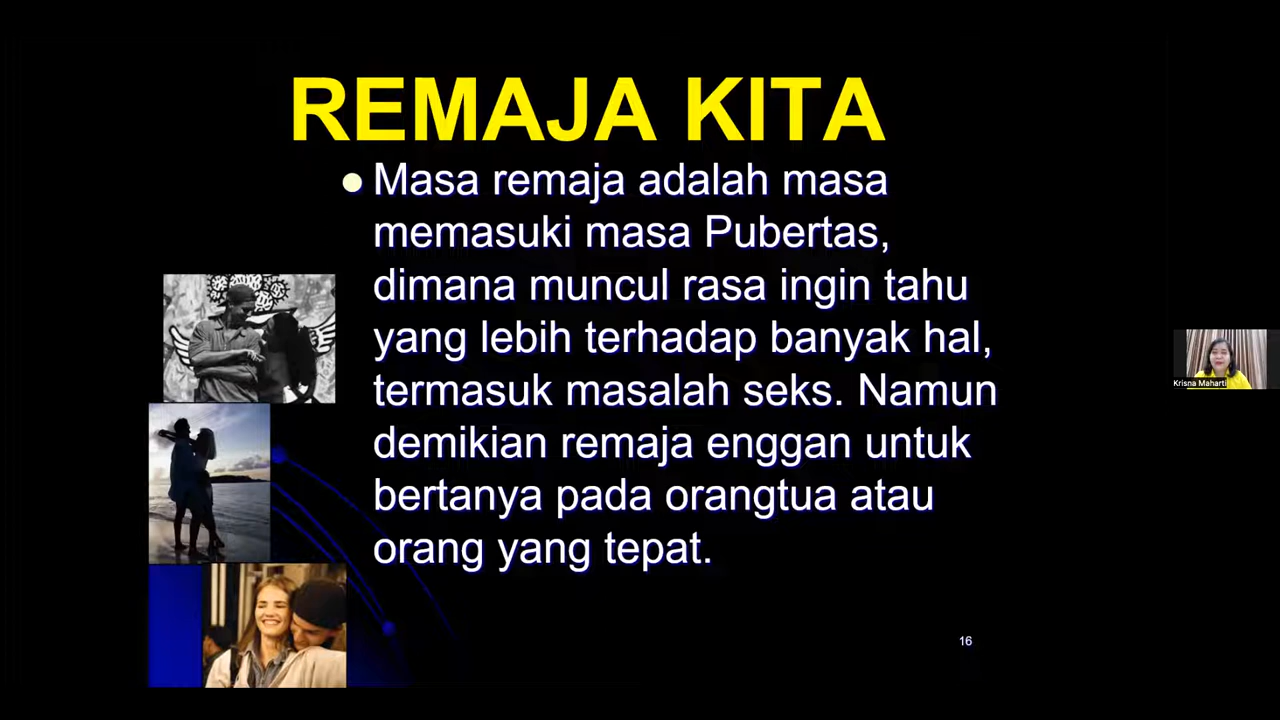 REMAJA KITA
Masa remaja adalah masa
memasuki masa Pubertas,
dimana muncul rasa ingin tahu
yang lebih terhadap banyak hal,
termasuk masalah seks. Namun
demikian remaja enggan untuk
bertanya pada orangtua atau
orang yang tepat.
Krisna Maharti
16